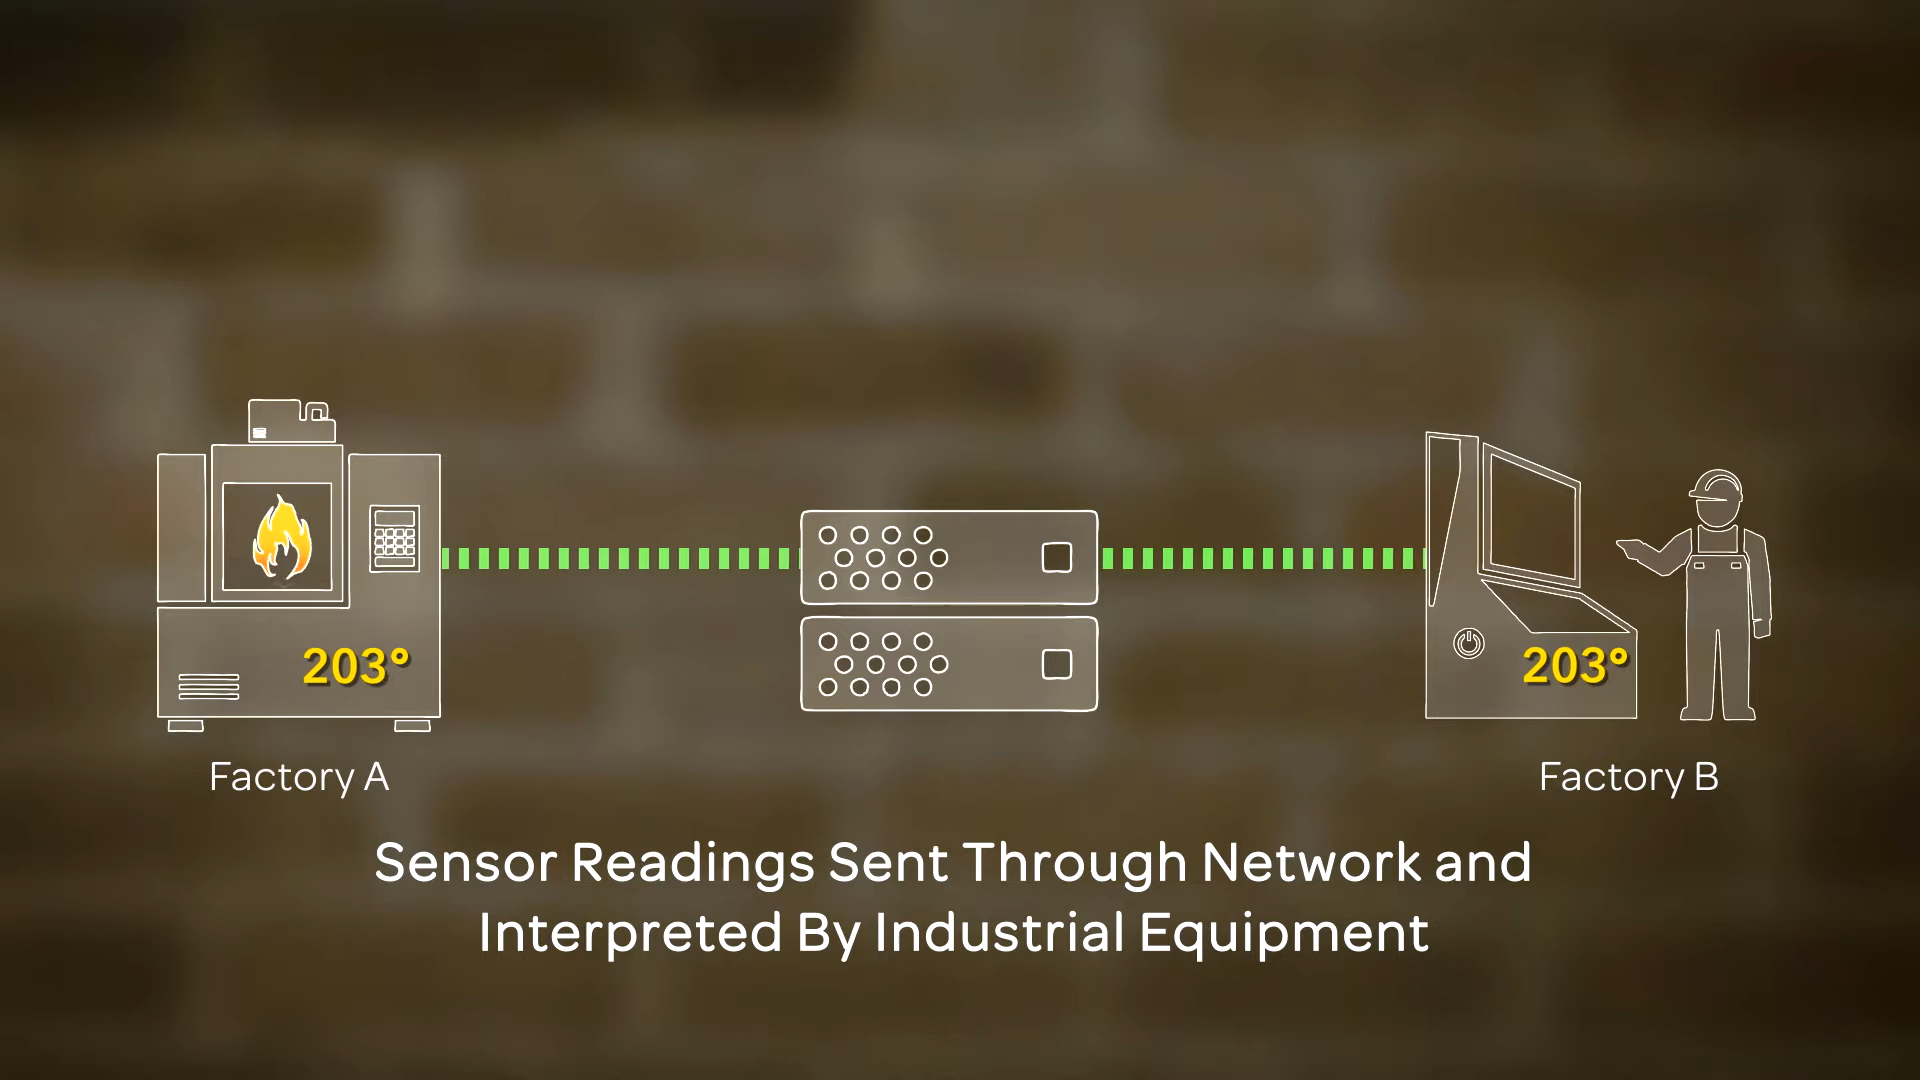 203°
203°
Factory A
Factory B
Sensor Readings Sent Through Network and
Interpreted By Industrial Equipment